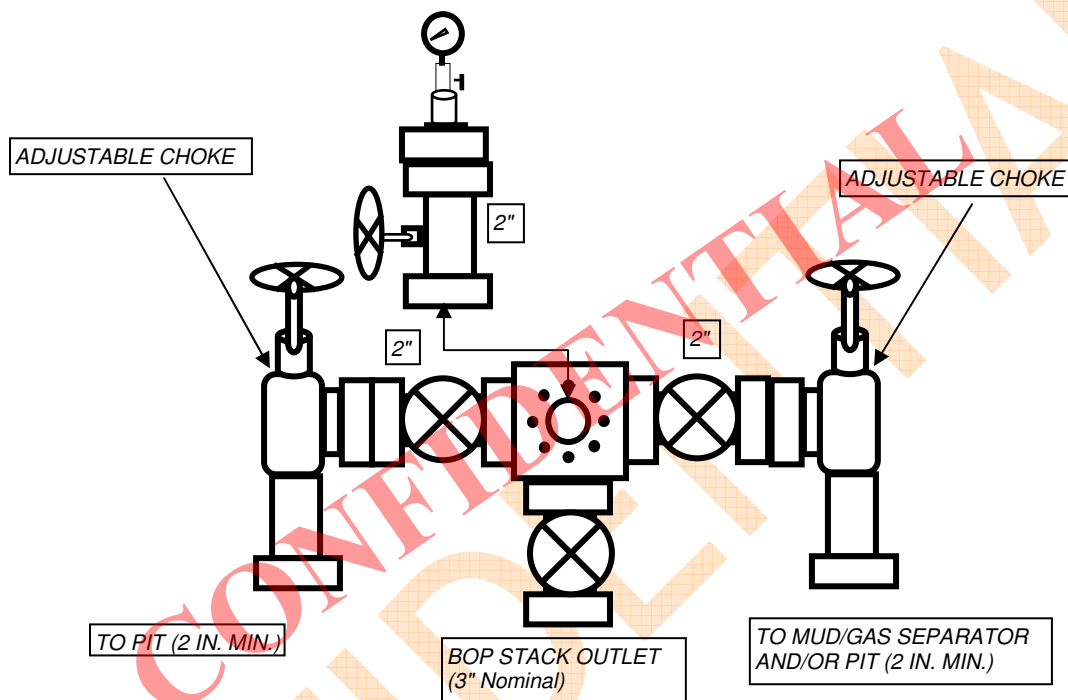 ADJUSTABLE CHOKE
ADJUSTABLE CHOKE
2"
2"
2"
TO PIT (2 IN. MIN.)
BOP STACK OUTLET
(3" Nominal)
TO MUD/GAS SEPARATOR
AND/OR PIT (2 IN. MIN.)
CONFIDENTIAL